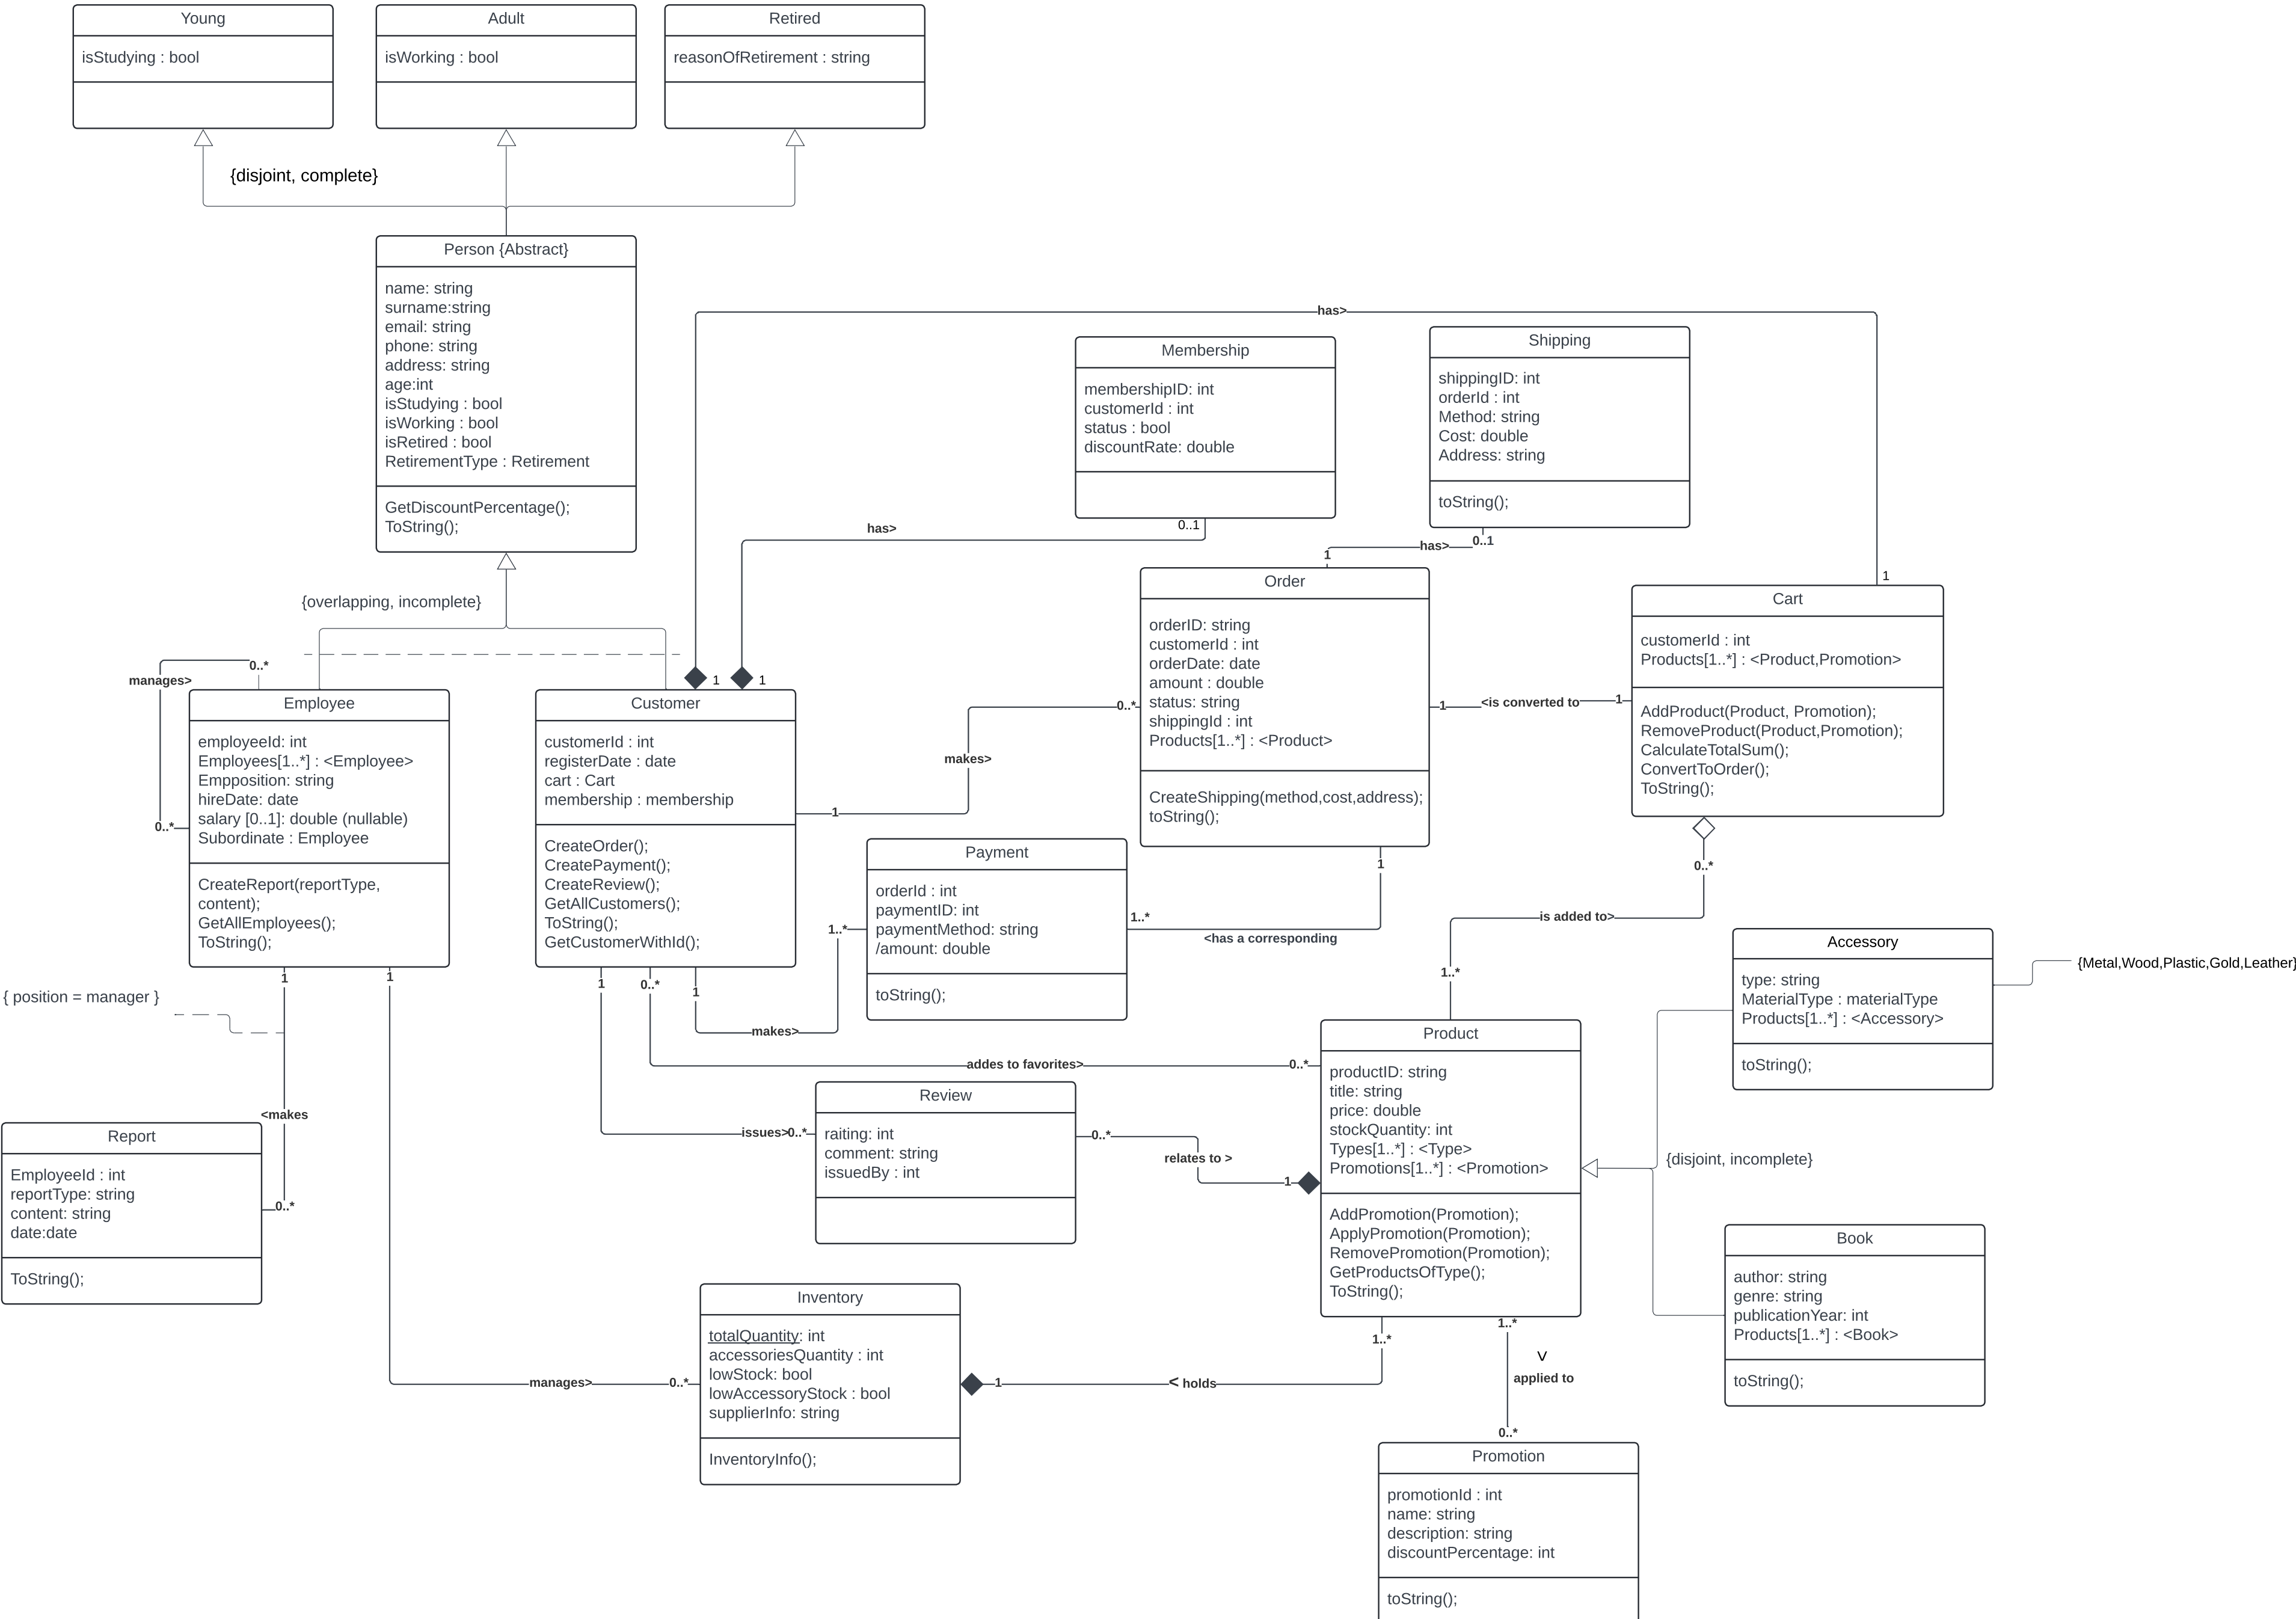 Young
isStudying : bool
Adult
isWorking : bool
Retired
reasonOfRetirement : string
{disjoint, complete}
Person {Abstract}
name: string
surname:string
email: string
phone: string
address: string
age:int
isStudying : bool
isWorking : bool
isRetired : bool
RetirementType : Retirement
GetDiscountPercentage();
ToString();
{overlapping, incomplete}
has>
1
1
has>
1
0..1
Membership
membershipID: int
customerId : int
status : bool
discountRate: double
Shipping
shippingID: int
orderId : int
Method: string
Cost: double
Address: string
toString();
0..1
has>
1
manages>
0..*
0..*
Employee
employeeId: int
Employees[1..*] : <Employee>
Empposition: string
hireDate: date
salary [0..1]: double (nullable)
Subordinate : Employee
CreateReport(reportType,
content);
GetAllEmployees();
ToString();
Customer
customerId : int
registerDate : date
cart : Cart
membership : membership
CreateOrder();
CreatePayment();
CreateReview();
GetAllCustomers();
ToString();
GetCustomerWithId();
1
makes>
0..*
Order
orderID: string
customerId : int
orderDate: date
amount : double
status: string
shippingId : int
Products[1..*] : <Product>
CreateShipping(method,cost,address);
toString();
1
<is converted to
1
Cart
customerId : int
Products[1..*] : <Product,Promotion>
AddProduct(Product, Promotion);
RemoveProduct(Product,Promotion);
CalculateTotalSum();
ConvertToOrder();
ToString();
0..*
is added to>
1..*
Payment
orderId : int
paymentID: int
paymentMethod: string
/amount: double
toString();
1
1..*
<has a corresponding
1
makes>
1..*
Accessory
type: string
MaterialType : materialType
Products[1..*] : <Accessory>
toString();
{Metal,Wood,Plastic,Gold,Leather}
{ position = manager }
1
<makes
0..*
1
Report
EmployeeId : int
reportType: string
content: string
date:date
ToString();
0..*
addes to favorites>
0..*
1
issues>
0..*
Review
raiting: int
comment: string
issuedBy : int
0..*
relates to >
1
Product
productID: string
title: string
price: double
stockQuantity: int
Types[1..*] : <Type>
Promotions[1..*] : <Promotion>
AddPromotion(Promotion);
ApplyPromotion(Promotion);
RemovePromotion(Promotion);
GetProductsOfType();
ToString();
{disjoint, incomplete}
Book
author: string
genre: string
publicationYear: int
Products[1..*] : <Book>
toString();
manages>
0..*
Inventory
totalQuantity: int
accessoriesQuantity : int
lowStock: bool
lowAccessoryStock : bool
supplierInfo: string
InventoryInfo();
1
< holds
1..*
1..*
V
applied to
0..*
Promotion
promotionId : int
name: string
description: string
discountPercentage: int
toString();